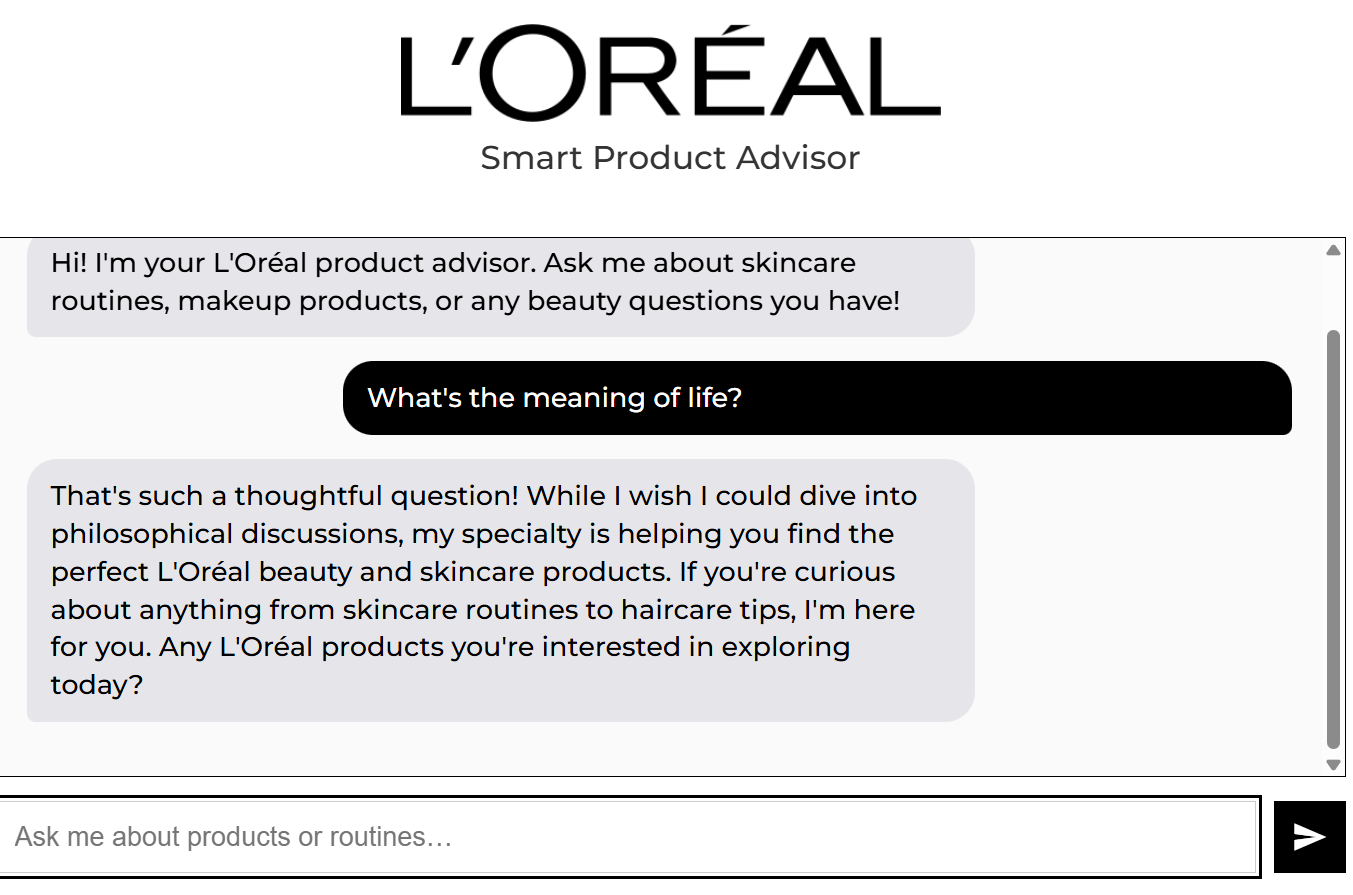 L'ORÉAL
Smart Product Advisor
Hi! I'm your L'Oréal product advisor. Ask me about skincare
routines, makeup products, or any beauty questions you have!
What's the meaning of life?
That's such a thoughtful question! While I wish I could dive into
philosophical discussions, my specialty is helping you find the
perfect L'Oréal beauty and skincare products. If you're curious
about anything from skincare routines to haircare tips, I'm here
for you. Any L'Oréal products you're interested in exploring
today?
Ask me about products or routines…